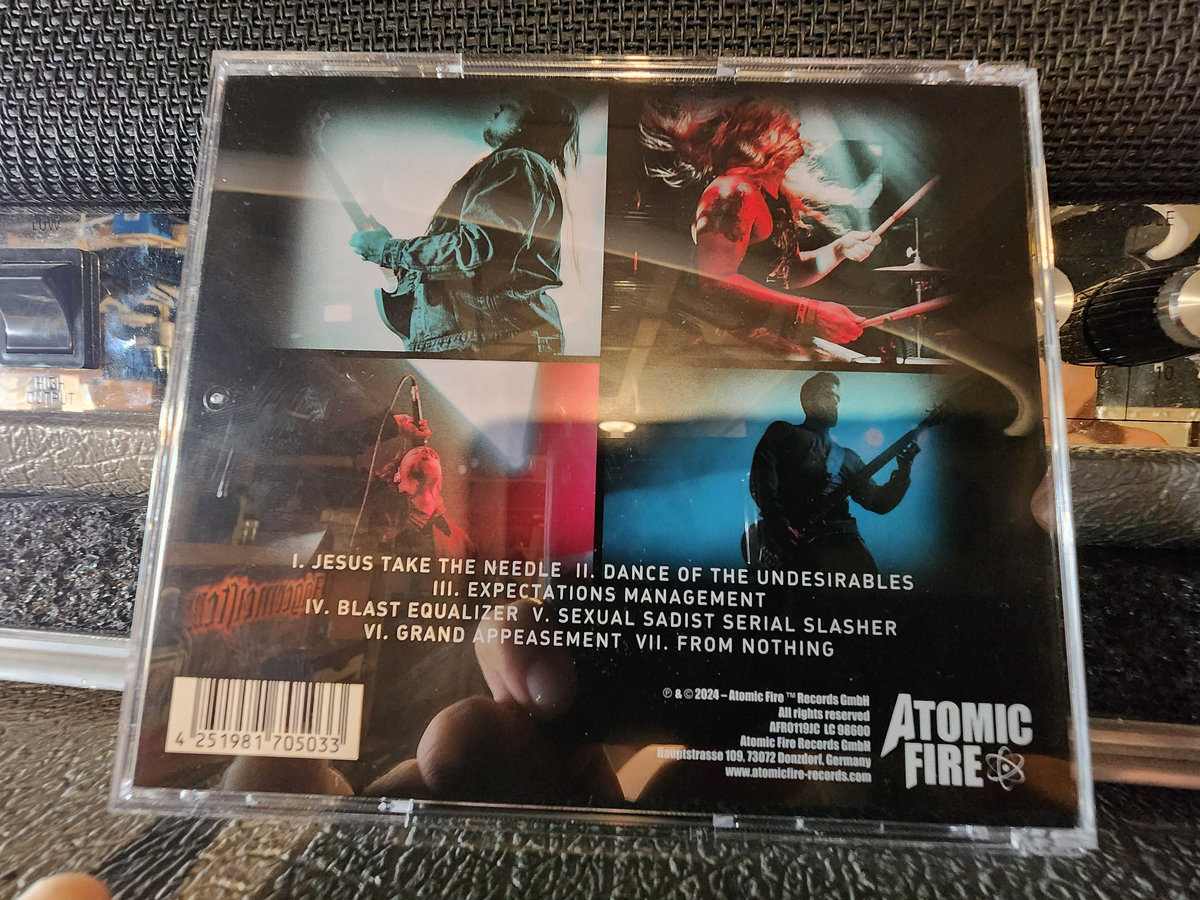 LOW
HIGH
OUTPUT
10
I. JESUS TAKE THE NEEDLE II. DANCE OF THE UNDESIRABLES
III. EXPECTATIONS MANAGEMENT
IV. BLAST EQUALIZER V. SEXUAL SADIST SERIAL SLASHER
VI. GRAND APPEASEMENT VII. FROM NOTHING
4 251981 705033
℗ & © 2024 – Atomic Fire ™ Records GmbH
All rights reserved
AFR0119JC LC 98600
Atomic Fire Records GmbH
Hauptstrasse 109, 73072 Donzdorf, Germany
www.atomicfire-records.com
ATOMIC
FIRE